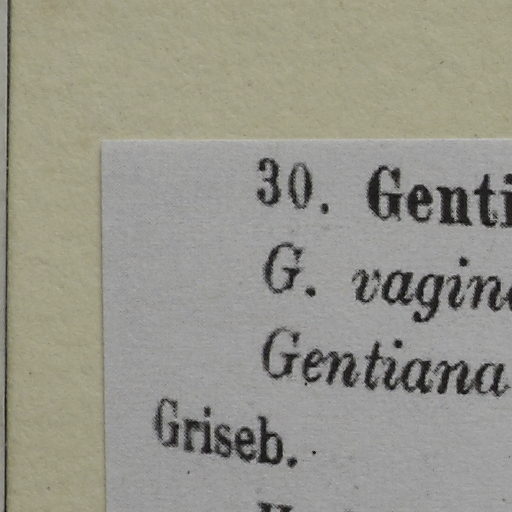 30. Genti
G. vagin
Gentiana
Griseb.